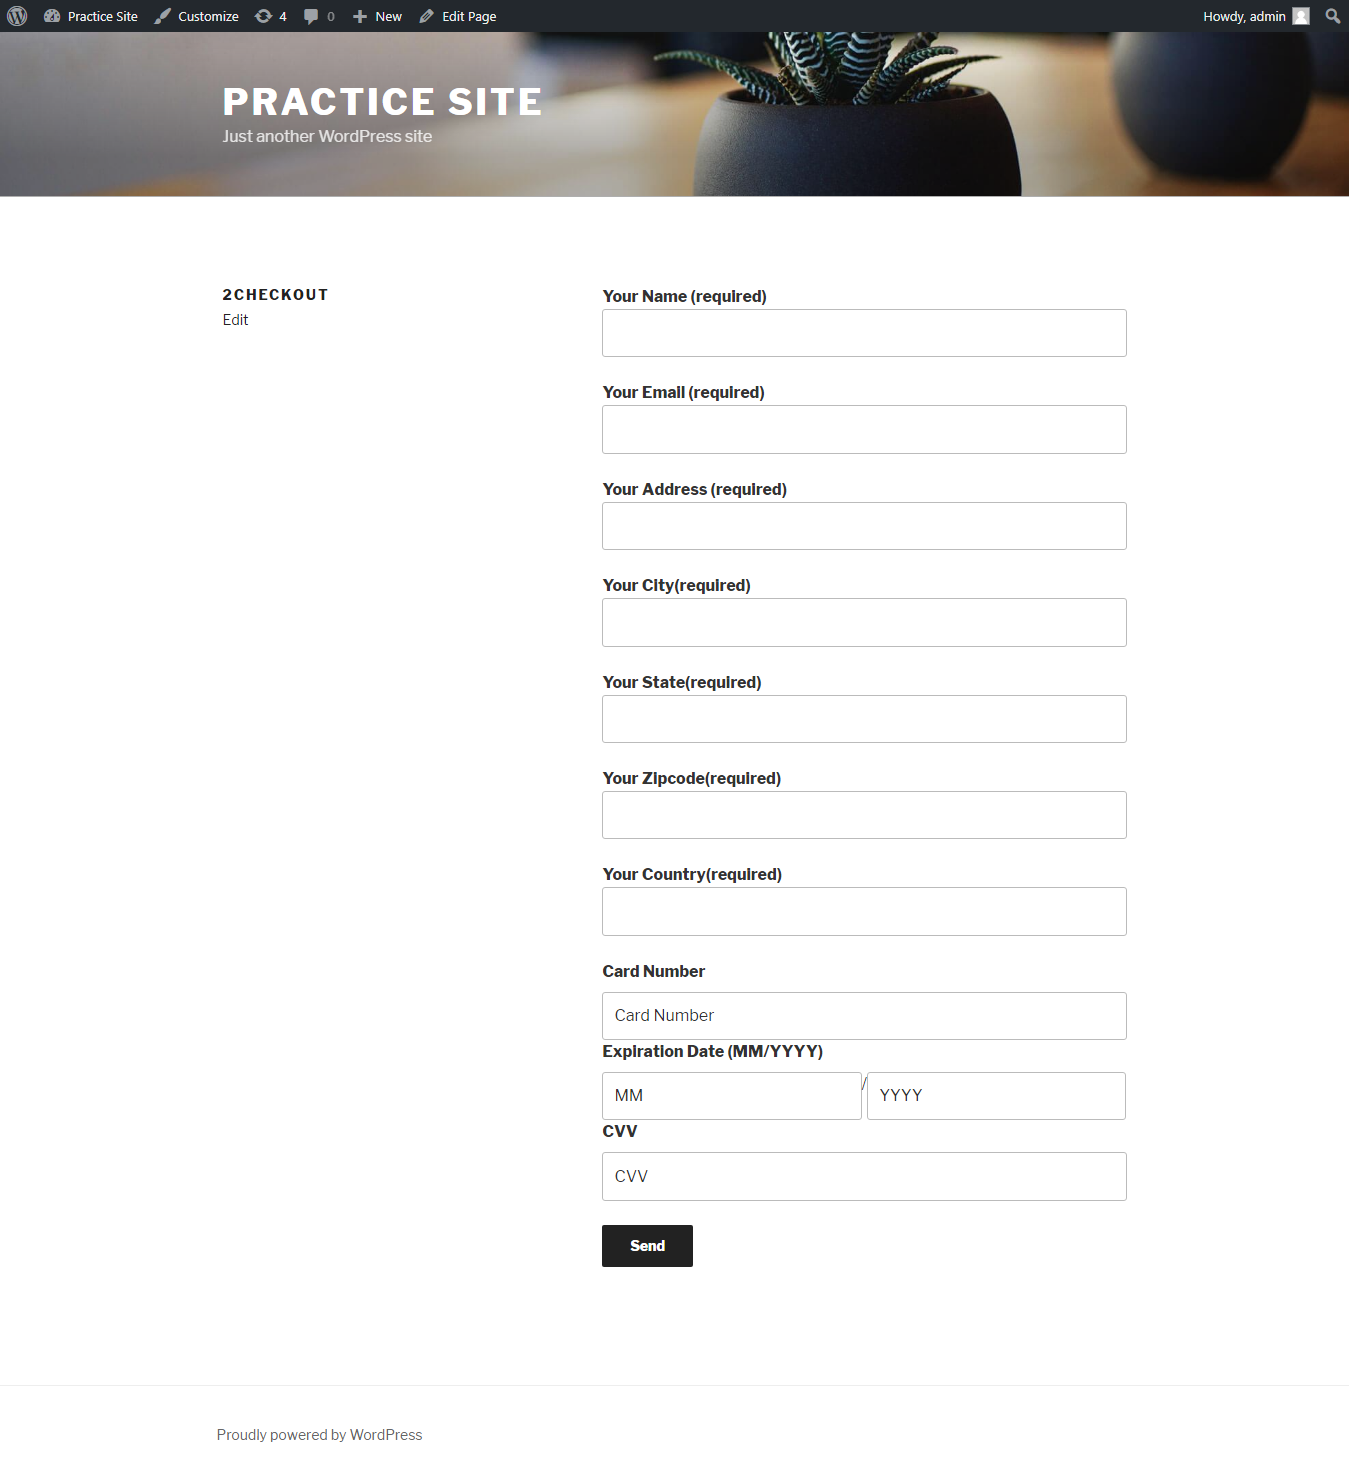 Practice Site Customize 4 0 New Edit Page Howdy, admin
PRACTICE SITE
Just another WordPress site
2CHECKOUT
Edit
Your Name (required)
Your Email (required)
Your Address (required)
Your City(required)
Your State(required)
Your Zipcode(required)
Your Country(required)
Card Number
Card Number
Expiration Date (MM/YYYY)
MM / YYYY
CVV
CVV
Send
Proudly powered by WordPress